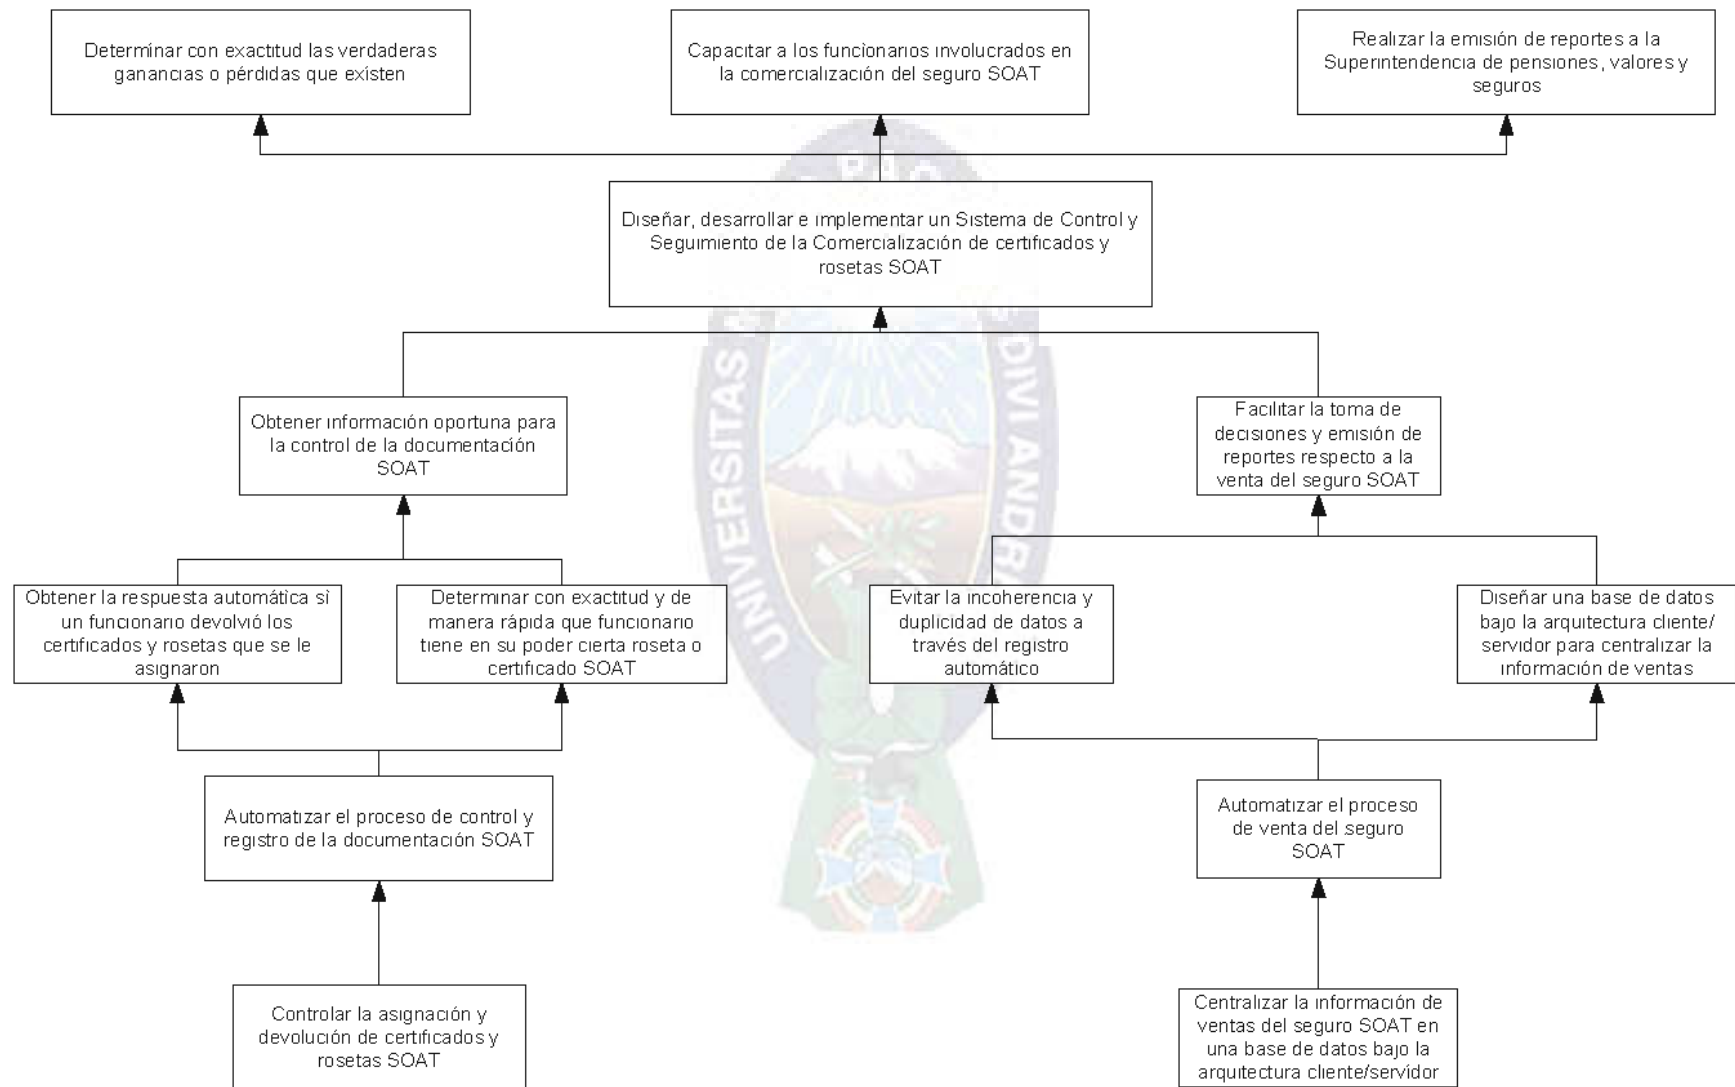 Determinar con exactitud las verdaderas
ganancias o pérdidas que existen
Capacitar a los funcionarios involucrados en
la comercialización del seguro SOAT
Realizar la emisión de reportes a la
Superintendencia de pensiones, valores y
seguros
Diseñar, desarrollar e implementar un Sistema de Control y
Seguimiento de la Comercialización de certificados y
rosetas SOAT
Obtener información oportuna para
la control de la documentación
SOAT
Facilitar la toma de
decisiones y emisión de
reportes respecto a la
venta del seguro SOAT
Obtener la respuesta automática si
un funcionario devolvió los
certificados y rosetas que se le
asignaron
Determinar con exactitud y de
manera rápida que funcionario
tiene en su poder cierta roseta o
certificado SOAT
Evitar la incoherencia y
duplicidad de datos a
través del registro
automático
Diseñar una base de datos
bajo la arquitectura cliente/
servidor para centralizar la
información de ventas
Automatizar el proceso de control y
registro de la documentación SOAT
Automatizar el proceso
de venta del seguro
SOAT
Controlar la asignación y
devolución de certificados y
rosetas SOAT
Centralizar la información de
ventas del seguro SOAT en
una base de datos bajo la
arquitectura cliente/servidor
UNIVERSITAS
DIVI ANDR